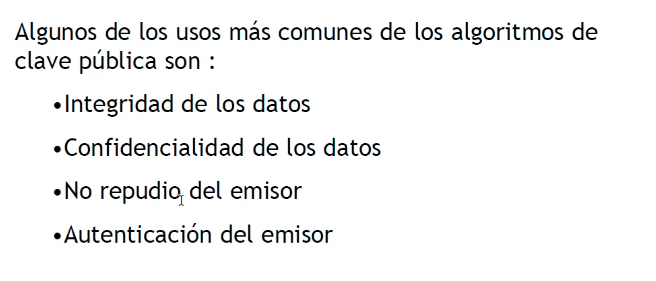 Algunos de los usos más comunes de los algoritmos de
clave pública son :
•Integridad de los datos
•Confidencialidad de los datos
•No repudio del emisor
•Autenticación del emisor